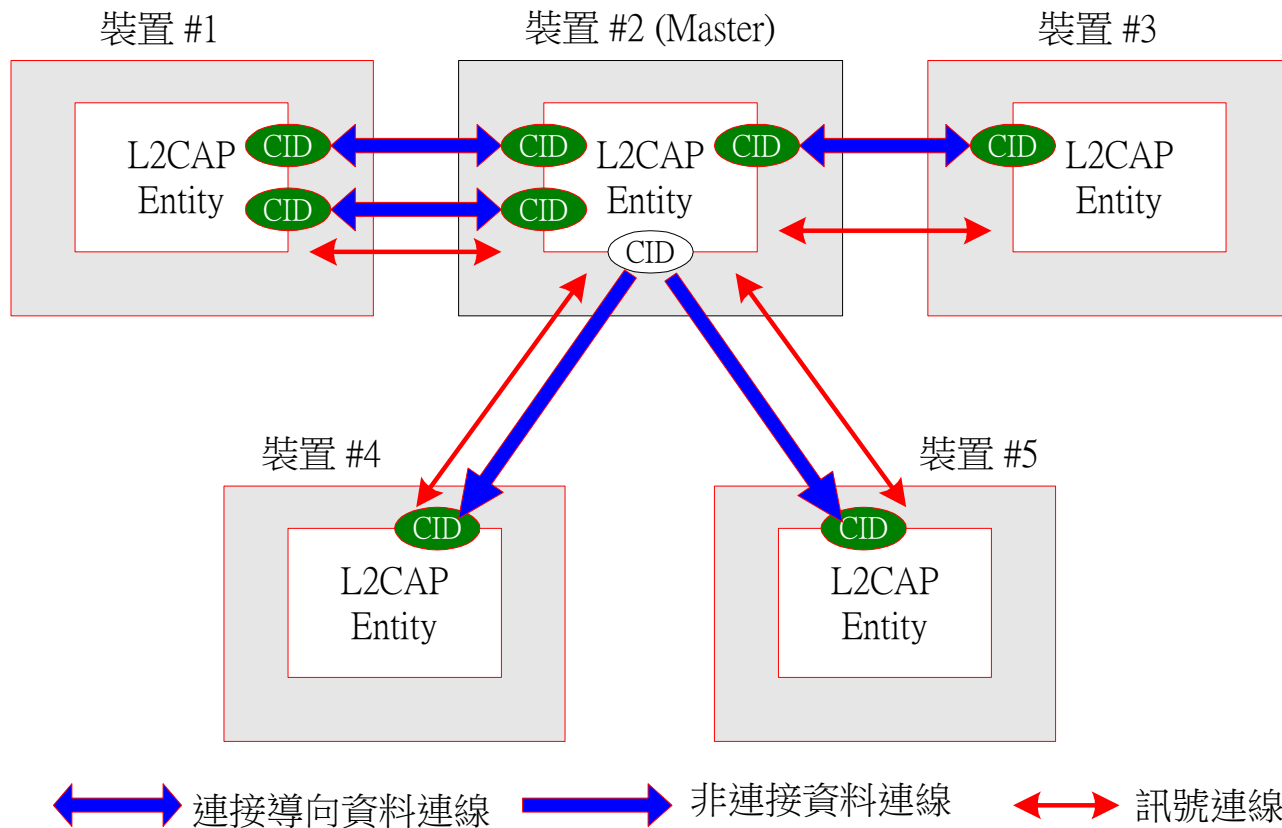 裝置 #1
裝置 #2 (Master)
裝置 #3
L2CAP
Entity
CID
CID
CID
CID
L2CAP
Entity
CID
CID
CID
L2CAP
Entity
裝置 #4
裝置 #5
CID
L2CAP
Entity
CID
L2CAP
Entity
連接導向資料連線
非連接資料連線
訊號連線